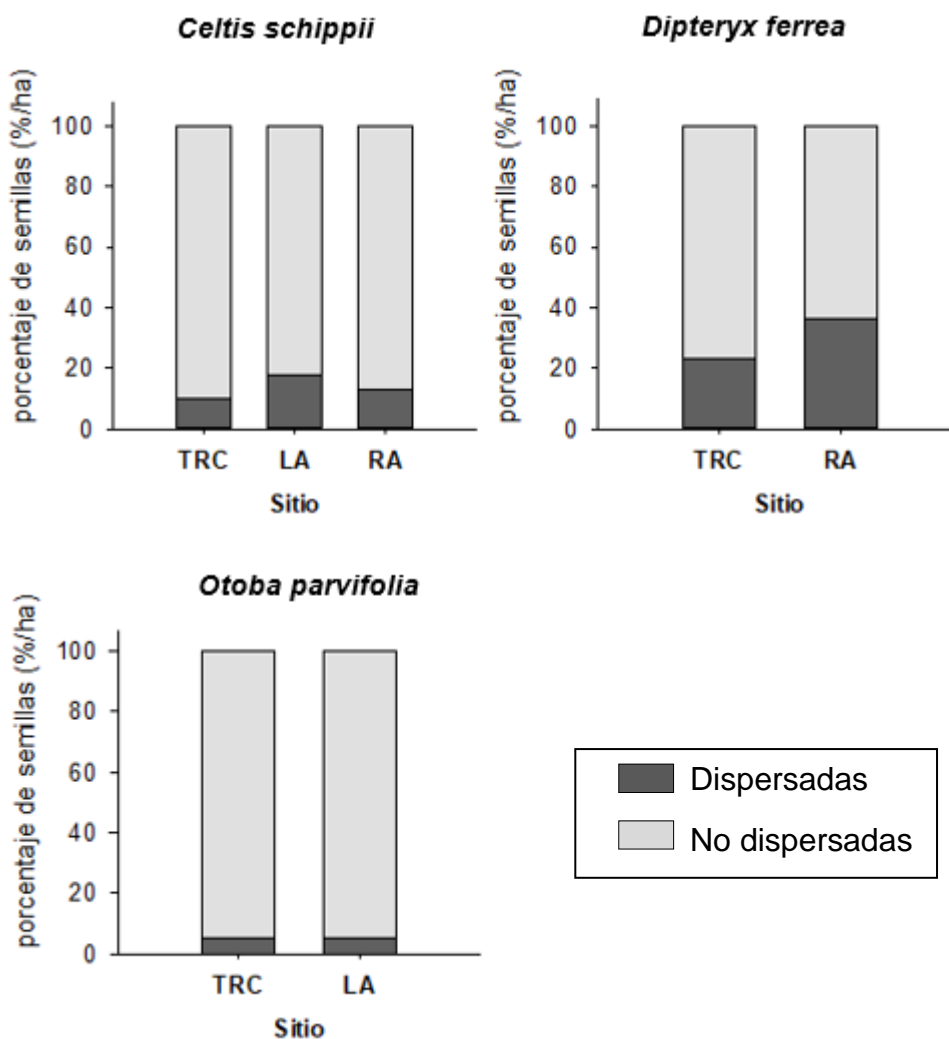 Celtis schippii
porcentaje de semillas (%/ha)
100
80
60
40
20
0
TRC LA RA
Sitio
Dipteryx ferrea
porcentaje de semillas (%/ha)
100
80
60
40
20
0
TRC RA
Sitio
Otoba parvifolia
porcentaje de semillas (%/ha)
100
80
60
40
20
0
TRC LA
Sitio
Dispersadas
No dispersadas